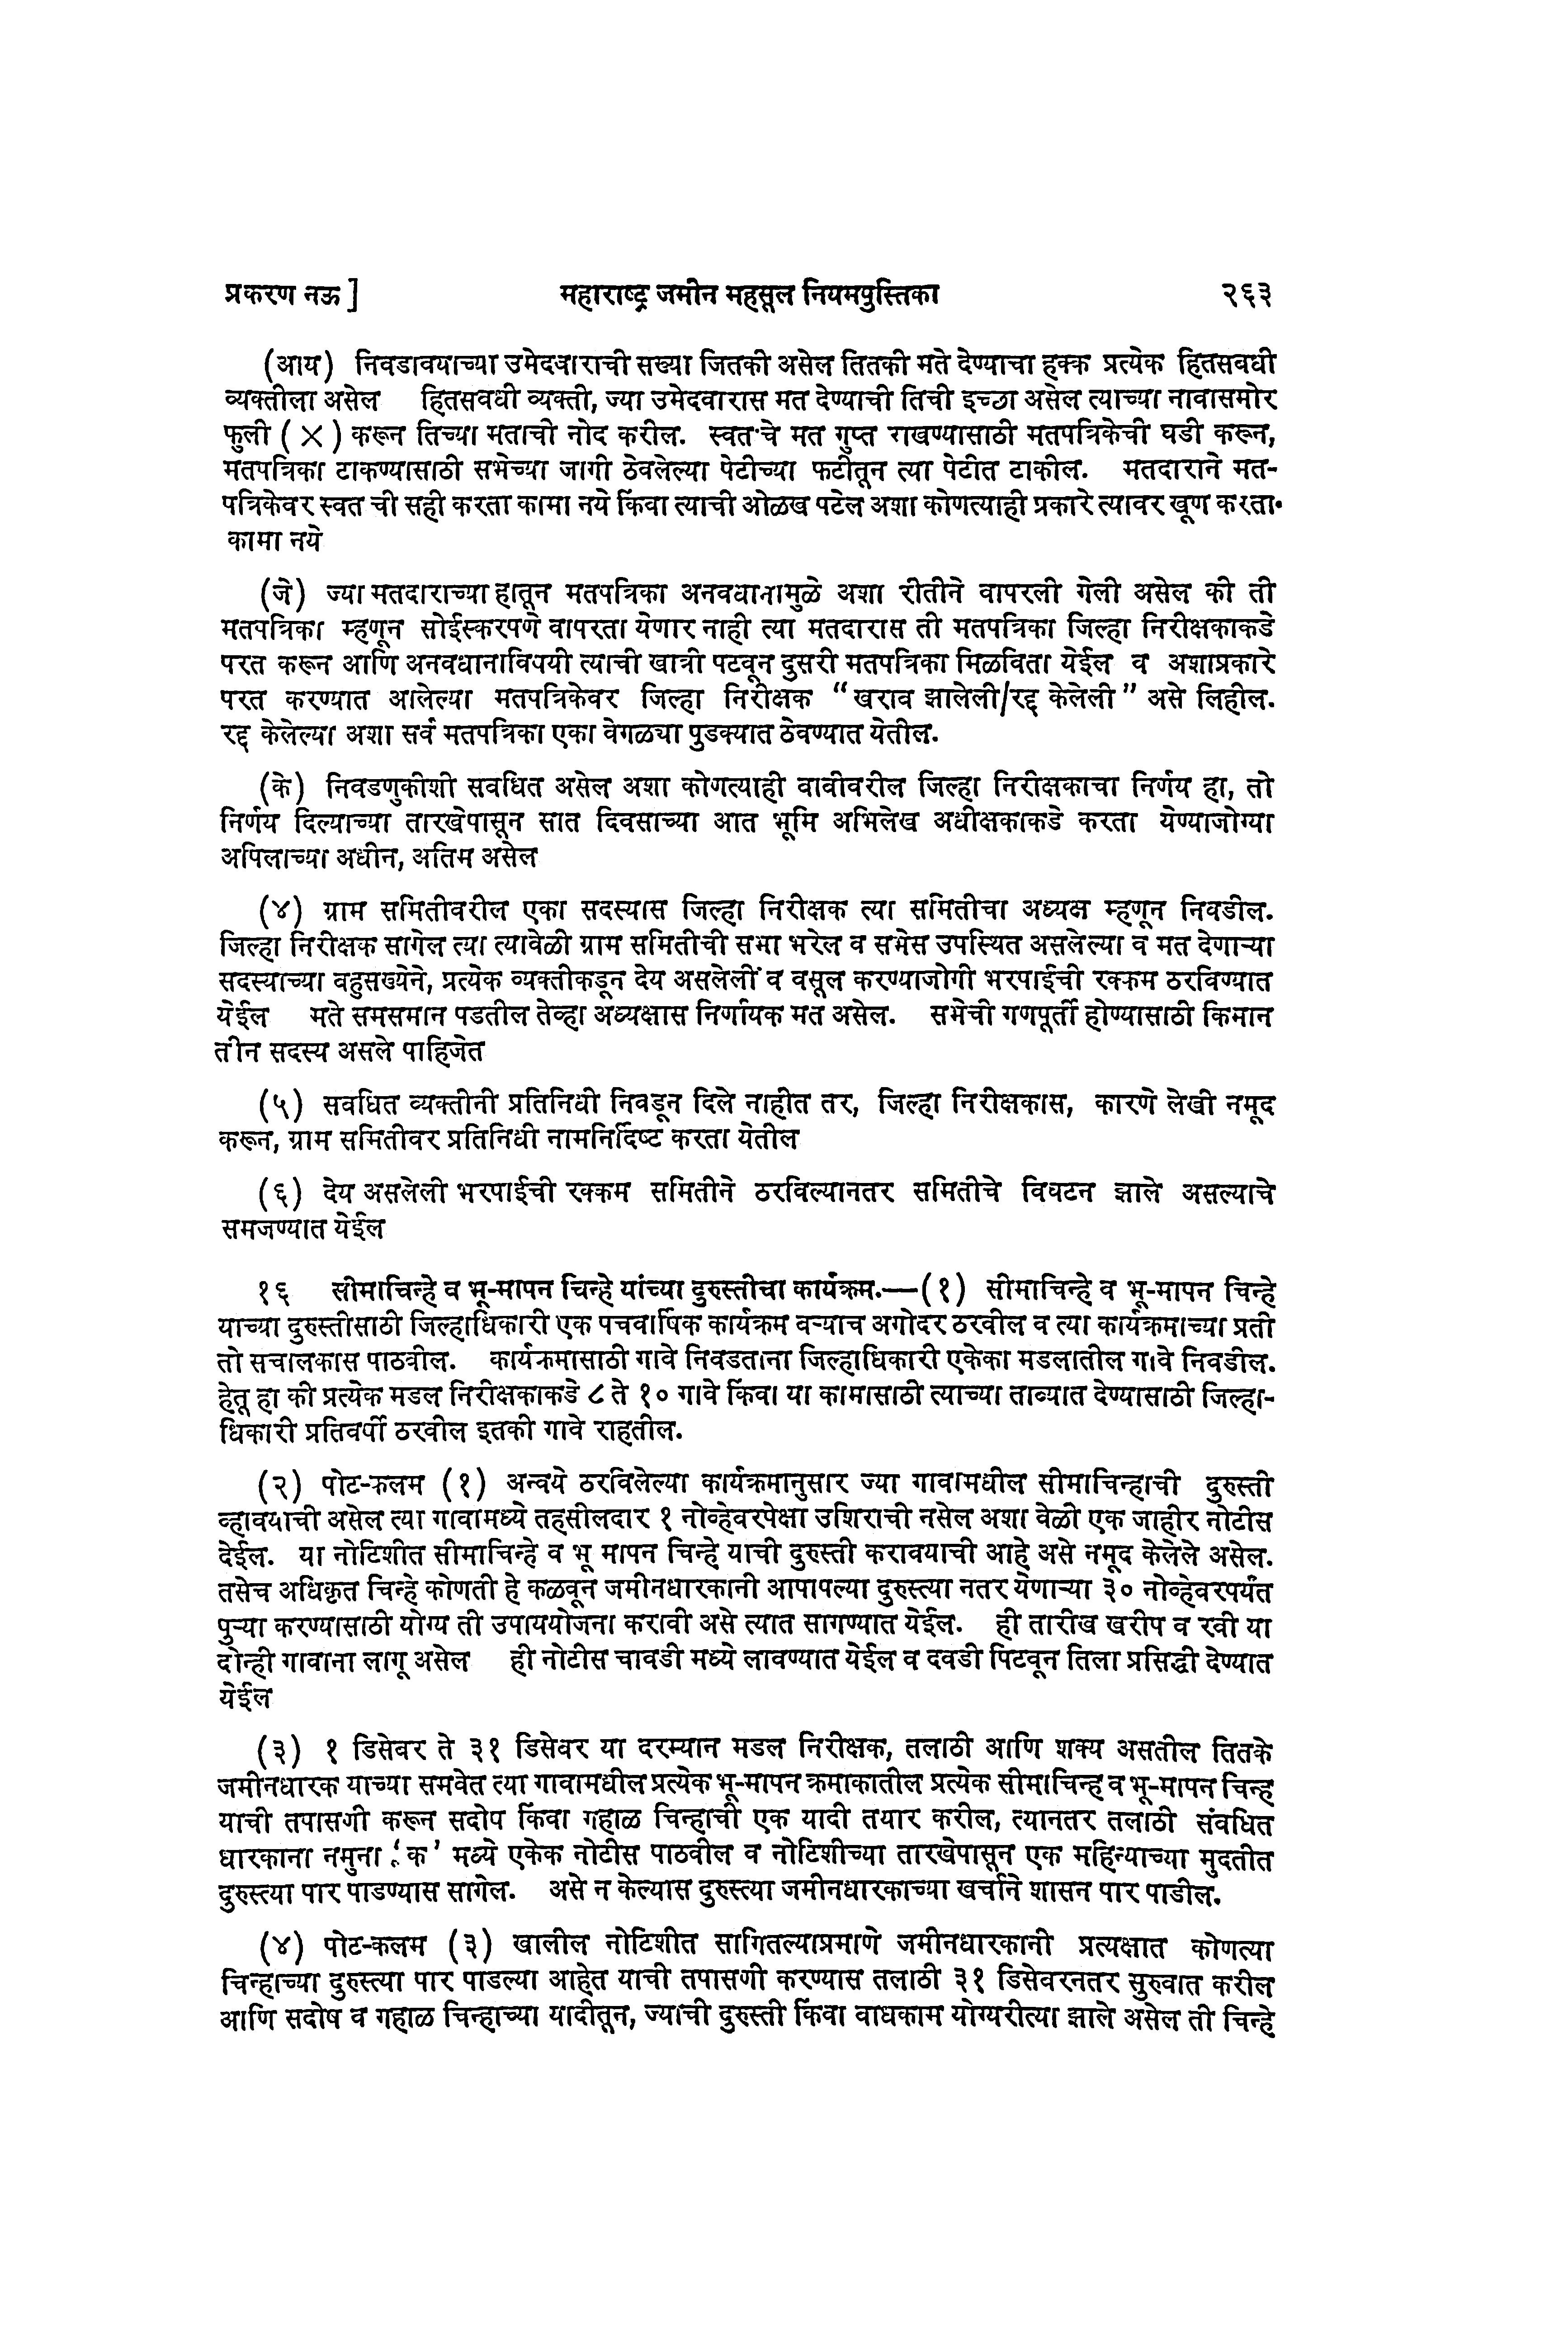 प्रकरण नऊ] महाराष्ट्र जमीन महसूल नियमपुस्तिका २६३
(आय) निवडावयाच्या उमेदवाराची सख्या जितकी असेल तितकी मते देण्याचा हक्क प्रत्येक हितसबधी
व्यक्तीला असेल हितसवधी व्यक्ती, ज्या उमेदवारास मत देण्याची तिची इच्छा असेल त्याच्या नावासमोर
फुली (×) करून तिच्या मताची नोद करील. स्वत चे मत गुप्त राखण्यासाठी मतपत्रिकेची घडी करून,
मतपत्रिका टाकण्यासाठी सभेच्या जागी ठेवलेल्या पेटीच्या फटीतून त्या पेटीत टाकील. मतदाराने मत-
पत्रिकेवर स्वत ची सही करता कामा नये किंवा त्याची ओळख पटेल अशा कोणत्याही प्रकारे त्यावर खूण करता
कामा नये
(जे) ज्या मतदाराच्या हातून मतपत्रिका अनवधानामुळे अशा रीतीने वापरली गेली असेल की ती
मतपत्रिका म्हणून सोईस्करपणे वापरता येणार नाही त्या मतदारास ती मतपत्रिका जिल्हा निरीक्षकाकडे
परत करून आणि अनवधानाविपयी त्याची खात्री पटवून दुसरी मतपत्रिका मिळविता येईल व अशाप्रकारे
परत करण्यात आलेल्या मतपत्रिकेवर जिल्हा निरीक्षक “खराव झालेली/रद्द केलेली” असे लिहील.
रद्द केलेल्या अशा सर्व मतपत्रिका एका वेगळचा पुडक्यात ठेवण्यात येतील.
(के) निवडणुकीशी सवधित असेल अशा कोणत्याही वावीवरील जिल्हा निरीक्षकाचा निर्णय हा, तो
निर्णय दिल्याच्या तारखेपासून सात दिवसाच्या आत भूमि अभिलेख अधीक्षकाकडे करता येण्याजोग्या
अपिलाच्या अधीन, अतिम असेल
(४) ग्राम समितीवरील एका सदस्यास जिल्हा निरीक्षक त्या समितीचा अध्यक्ष म्हणून निवडील.
जिल्हा निरीक्षक सागेल त्या त्यावेळी ग्राम समितीची सभा भरेल व सभेस उपस्थित असलेल्या व मत देणाऱ्या
सदस्याच्या वहुसख्येने, प्रत्येक व्यक्तीकडून देय असलेलीं व वसूल करण्याजोगी भरपाईची रक्कम ठरविण्यात
येईल मते समसमान पडतील तेव्हा अध्यक्षास निर्णायक मत असेल. सभेची गणपूर्ती होण्यासाठी किमान
तीन सदस्य असले पाहिजेत
(५) सवधित व्यक्तीनी प्रतिनिधी निवडून दिले नाहीत तर, जिल्हा निरीक्षकास, कारणे लेखी नमूद
करून, ग्राम समितीवर प्रतिनिधी नामनिर्दिष्ट करता येतील
(६) देय असलेली भरपाईची रक्कम समितीने ठरविल्यानतर समितीचे विघटन झाले असल्याचे
समजण्यात येईल
१६ सीमाचिन्हे व भू-मापन चिन्हे यांच्या दुरुस्तीचा कार्यक्रम.—(१) सीमाचिन्हे व भू-मापन चिन्हे
याच्या दुरुस्तीसाठी जिल्हाधिकारी एक पचवार्षिक कार्यक्रम वऱ्याच अगोदर ठरवील व त्या कार्यक्रमाच्या प्रती
तो सचालकास पाठवील. कार्यक्रमासाठी गावे निवडताना जिल्हाधिकारी एकेका मडलातील गावे निवडील.
हेतू हा की प्रत्येक मडल निरीक्षकाकडे ८ ते १० गावे किंवा या कामासाठी त्याच्या ताव्यात देण्यासाठी जिल्हा-
धिकारी प्रतिवर्पी ठरवील इतकी गावे राहतील.
(२) पोट-कलम (१) अन्वये ठरविलेल्या कार्यक्रमानुसार ज्या गावामधील सीमाचिन्हाची दुरुस्ती
व्हावयाची असेल त्या गावामध्ये तहसीलदार १ नोव्हेवरपेक्षा उशिराची नसेल अशा वेळी एक जाहीर नोटीस
देईल. या नोटिशीत सीमाचिन्हे व भू मापन चिन्हे याची दुरुस्ती करावयाची आहे असे नमूद केलेले असेल.
तसेच अधिकृत चिन्हे कोणती हे कळवून जमीनधारकानी आपापल्या दुरुस्त्या नतर येणाऱ्या ३० नोव्हेवरपर्यंत
पुऱ्या करण्यासाठी योग्य ती उपाययोजना करावी असे त्यात सागण्यात येईल. ही तारीख खरीप व रवी या
दोन्ही गावाना लागू असेल ही नोटीस चावडी मध्ये लावण्यात येईल व दवडी पिटवून तिला प्रसिद्धी देण्यात
येईल
(३) १ डिसेवर ते ३१ डिसेवर या दरम्यान मडल निरीक्षक, तलाठी आणि शक्य असतील तितके
जमीनधारक याच्या समवेत त्या गावामधील प्रत्येक भू-मापन क्रमाकातील प्रत्येक सीमाचिन्ह व भू-मापन चिन्ह
याची तपासणी करून सदोप किंवा गहाळ चिन्हाची एक यादी तयार करील, त्यानतर तलाठी संवधित
धारकाना नमुना ‘क’ मध्ये एकेक नोटीस पाठवील व नोटिशीच्या तारखेपासून एक महिन्याच्या मुदतीत
दुरुस्त्या पार पाडण्यास सागेल. असे न केल्यास दुरुस्त्या जमीनधारकाच्या खर्चाने शासन पार पाडील.
(४) पोट-कलम (३) खालील नोटिशीत सागितल्याप्रमाणे जमीनधारकानी प्रत्यक्षात कोणत्या
चिन्हाच्या दुरुस्त्या पार पाडल्या आहेत याची तपासणी करण्यास तलाठी ३१ डिसेवरनतर सुरुवात करील
आणि सदोष व गहाळ चिन्हाच्या यादीतून, ज्याची दुरुस्ती किंवा वाधकाम योग्यरीत्या झाले असेल ती चिन्हे